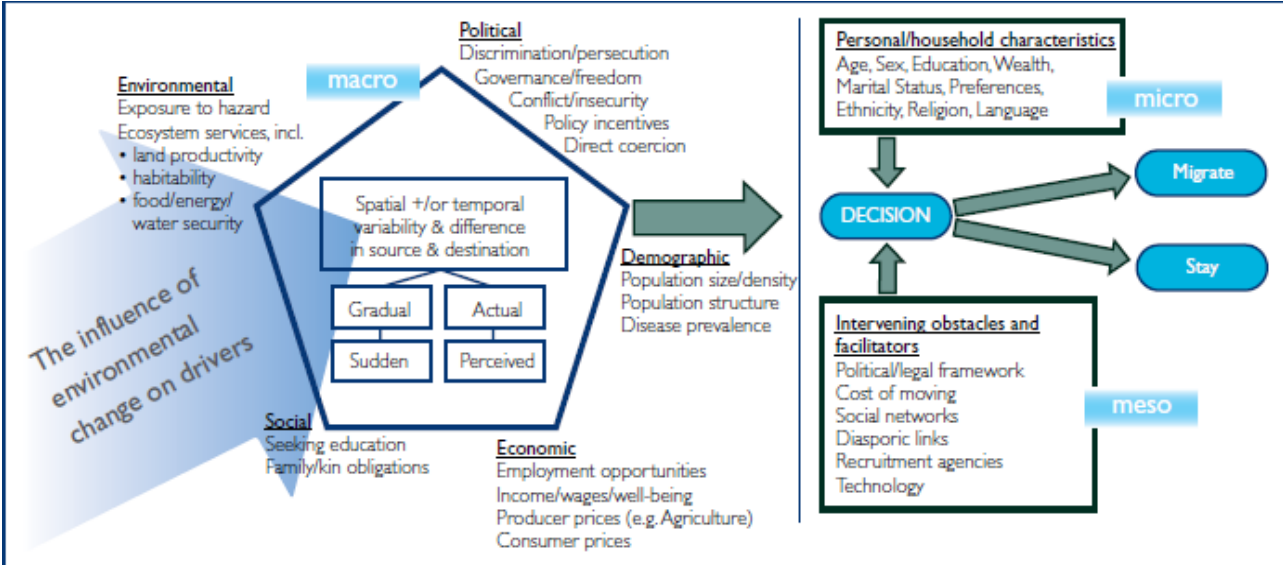 Political
Discrimination/persecution
Governance/freedom
Conflict/insecurity
Policy incentives
Direct coercion
macro
Environmental
Exposure to hazard
Ecosystem services, incl.
• land productivity
• habitability
• food/energy/
water security
The influence of
environmental
change on drivers
Spatial +/or temporal
variability & difference
in source & destination
Gradual
Actual
Sudden
Perceived
Demographic
Population size/density
Population structure
Disease prevalence
Social
Seeking education
Family/kin obligations
Economic
Employment opportunities
Income/wages/well-being
Producer prices (e.g. Agriculture)
Consumer prices
Personal/household characteristics
Age, Sex, Education, Wealth,
Marital Status, Preferences,
Ethnicity, Religion, Language
micro
DECISION
Migrate
Stay
Intervening obstacles and
facilitators
Political/legal framework
Cost of moving
Social networks
Diasporic links
Recruitment agencies
Technology
meso